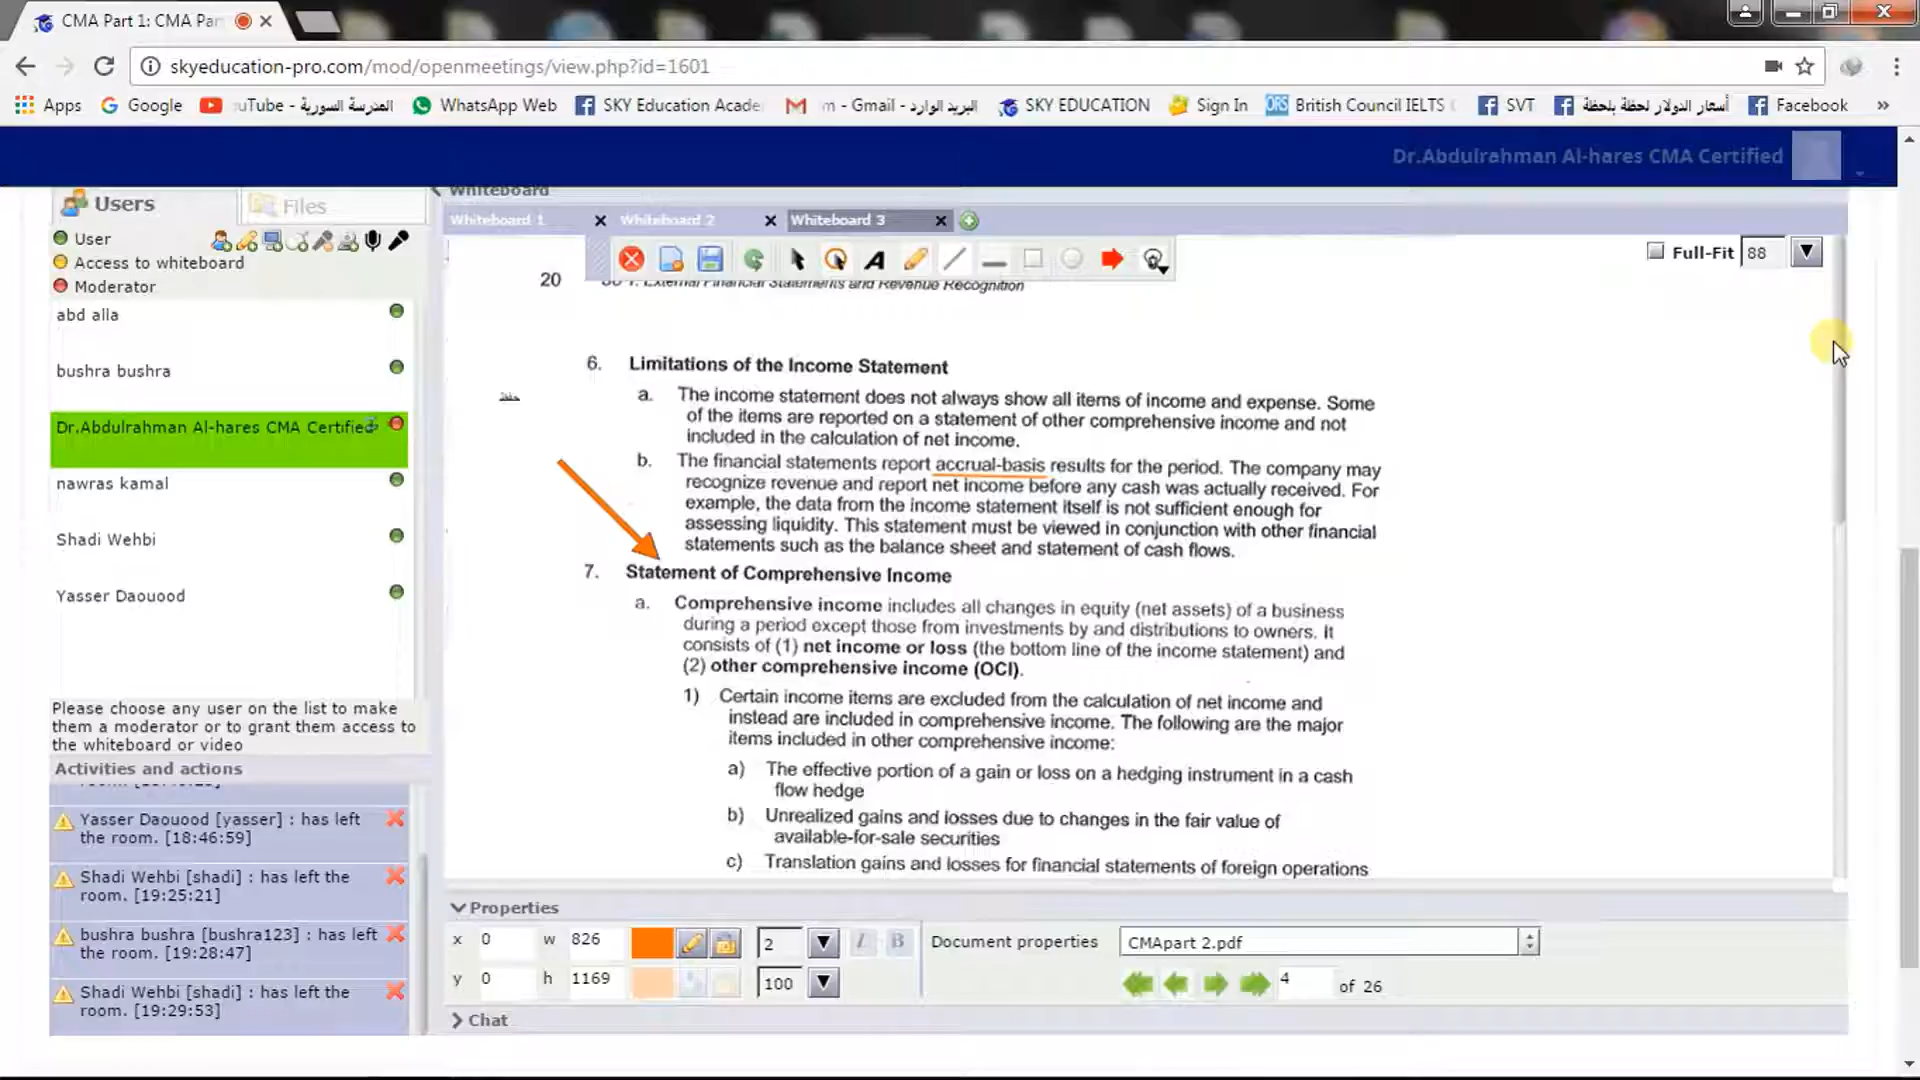 CMA Part 1: CMA Par
skyeducation-pro.com/mod/openmeetings/view.php?id=1601
Apps
Google
uTube - المدرسة السورية
WhatsApp Web
SKY Education Acade
m - Gmail - البريد الوارد
SKY EDUCATION
Sign In
British Council IELTS
SVT
أسعار الدولار لحظة بلحظة
Facebook
»
Dr.Abdulrahman Al-hares CMA Certified
Users
Files
User
Access to whiteboard
Moderator
abd alla
bushra bushra
Dr.Abdulrahman Al-hares CMA Certified
nawras kamal
Shadi Wehbi
Yasser Daouood
Please choose any user on the list to make
them a moderator or to grant them access to
the whiteboard or video
Activities and actions
Yasser Daouood [yasser] : has left
the room. [18:46:59]
Shadi Wehbi [shadi] : has left the
room. [19:25:21]
bushra bushra [bushra123] : has left
the room. [19:28:47]
Shadi Wehbi [shadi] : has left the
room. [19:29:53]
Whiteboard
Whiteboard 1
Whiteboard 2
Whiteboard 3
Full-Fit 88
20 SU 1: External Financial Statements and Revenue Recognition
6. Limitations of the Income Statement
a. The income statement does not always show all items of income and expense. Some
of the items are reported on a statement of other comprehensive income and not
included in the calculation of net income.
b. The financial statements report accrual-basis results for the period. The company may
recognize revenue and report net income before any cash was actually received. For
example, the data from the income statement itself is not sufficient enough for
assessing liquidity. This statement must be viewed in conjunction with other financial
statements such as the balance sheet and statement of cash flows.
7. Statement of Comprehensive Income
a. Comprehensive income includes all changes in equity (net assets) of a business
during a period except those from investments by and distributions to owners. It
consists of (1) net income or loss (the bottom line of the income statement) and
(2) other comprehensive income (OCI).
1) Certain income items are excluded from the calculation of net income and
instead are included in comprehensive income. The following are the major
items included in other comprehensive income:
a) The effective portion of a gain or loss on a hedging instrument in a cash
flow hedge
b) Unrealized gains and losses due to changes in the fair value of
available-for-sale securities
c) Translation gains and losses for financial statements of foreign operations
Properties
x 0 w 826 2 I B
y 0 h 1169 100
Document properties CMApart 2.pdf
4 of 26
Chat